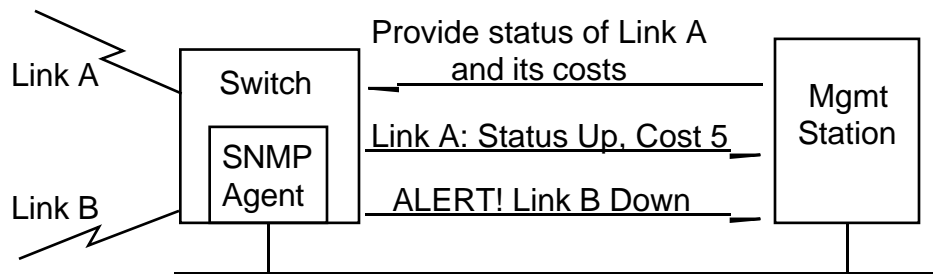 Link A
Switch
SNMP
Agent
Link B
Provide status of Link A
and its costs
Link A: Status Up, Cost 5
ALERT! Link B Down
Mgmt
Station